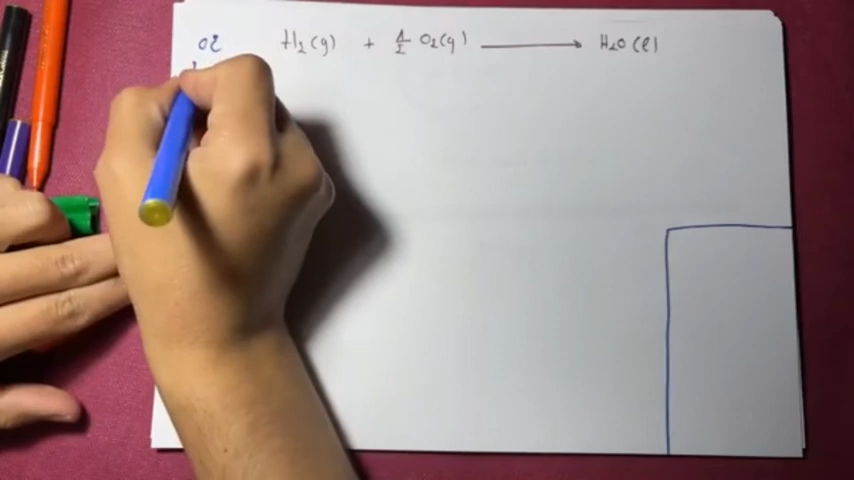 02 H₂(g) + 1/2 O₂(g) ⟶ H₂O(l)